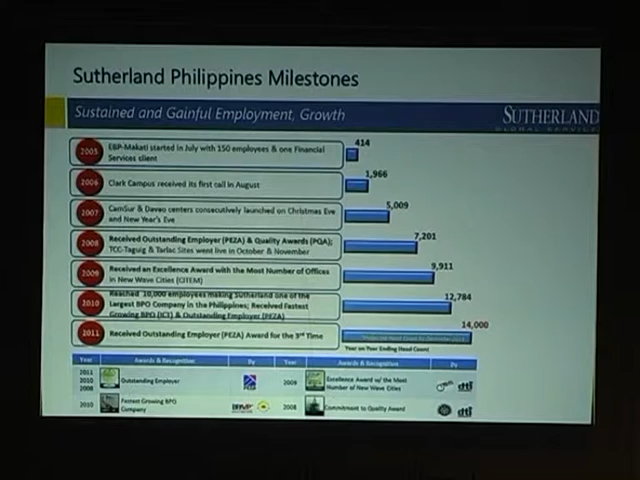 Sutherland Philippines Milestones
Sustained and Gainful Employment, Growth
SUTHERLAND
GLOBAL SERVICES
2005
EBP-Makati started in July with 150 employees & one Financial
Services client
414
2006
Clark Campus received its first call in August
1,966
2007
CamSur & Davao centers consecutively launched on Christmas Eve
and New Year's Eve
5,009
2008
Received Outstanding Employer (PEZA) & Quality Awards (PQA);
TCC-Taguig & Tarlac Sites went live in October & November
7,201
2009
Received an Excellence Award with the Most Number of Offices
in New Wave Cities (CITEM)
9,911
2010
Reached 10,000 employees making Sutherland one of the
Largest BPO Company in the Philippines; Received Fastest
Growing BPO (ICT) & Outstanding Employer (PEZA)
12,784
2011
Received Outstanding Employer (PEZA) Award for the 3rd Time
14,000
Year on Year Ending Head Count
Year Awards & Recognition By Year Awards & Recognition By
2011
2010
2008
Outstanding Employer
2009
Excellence Award w/ the Most
Number of New Wave Cities
dti
2010
Fastest Growing BPO
Company
2008
Commitment to Quality Award
dti